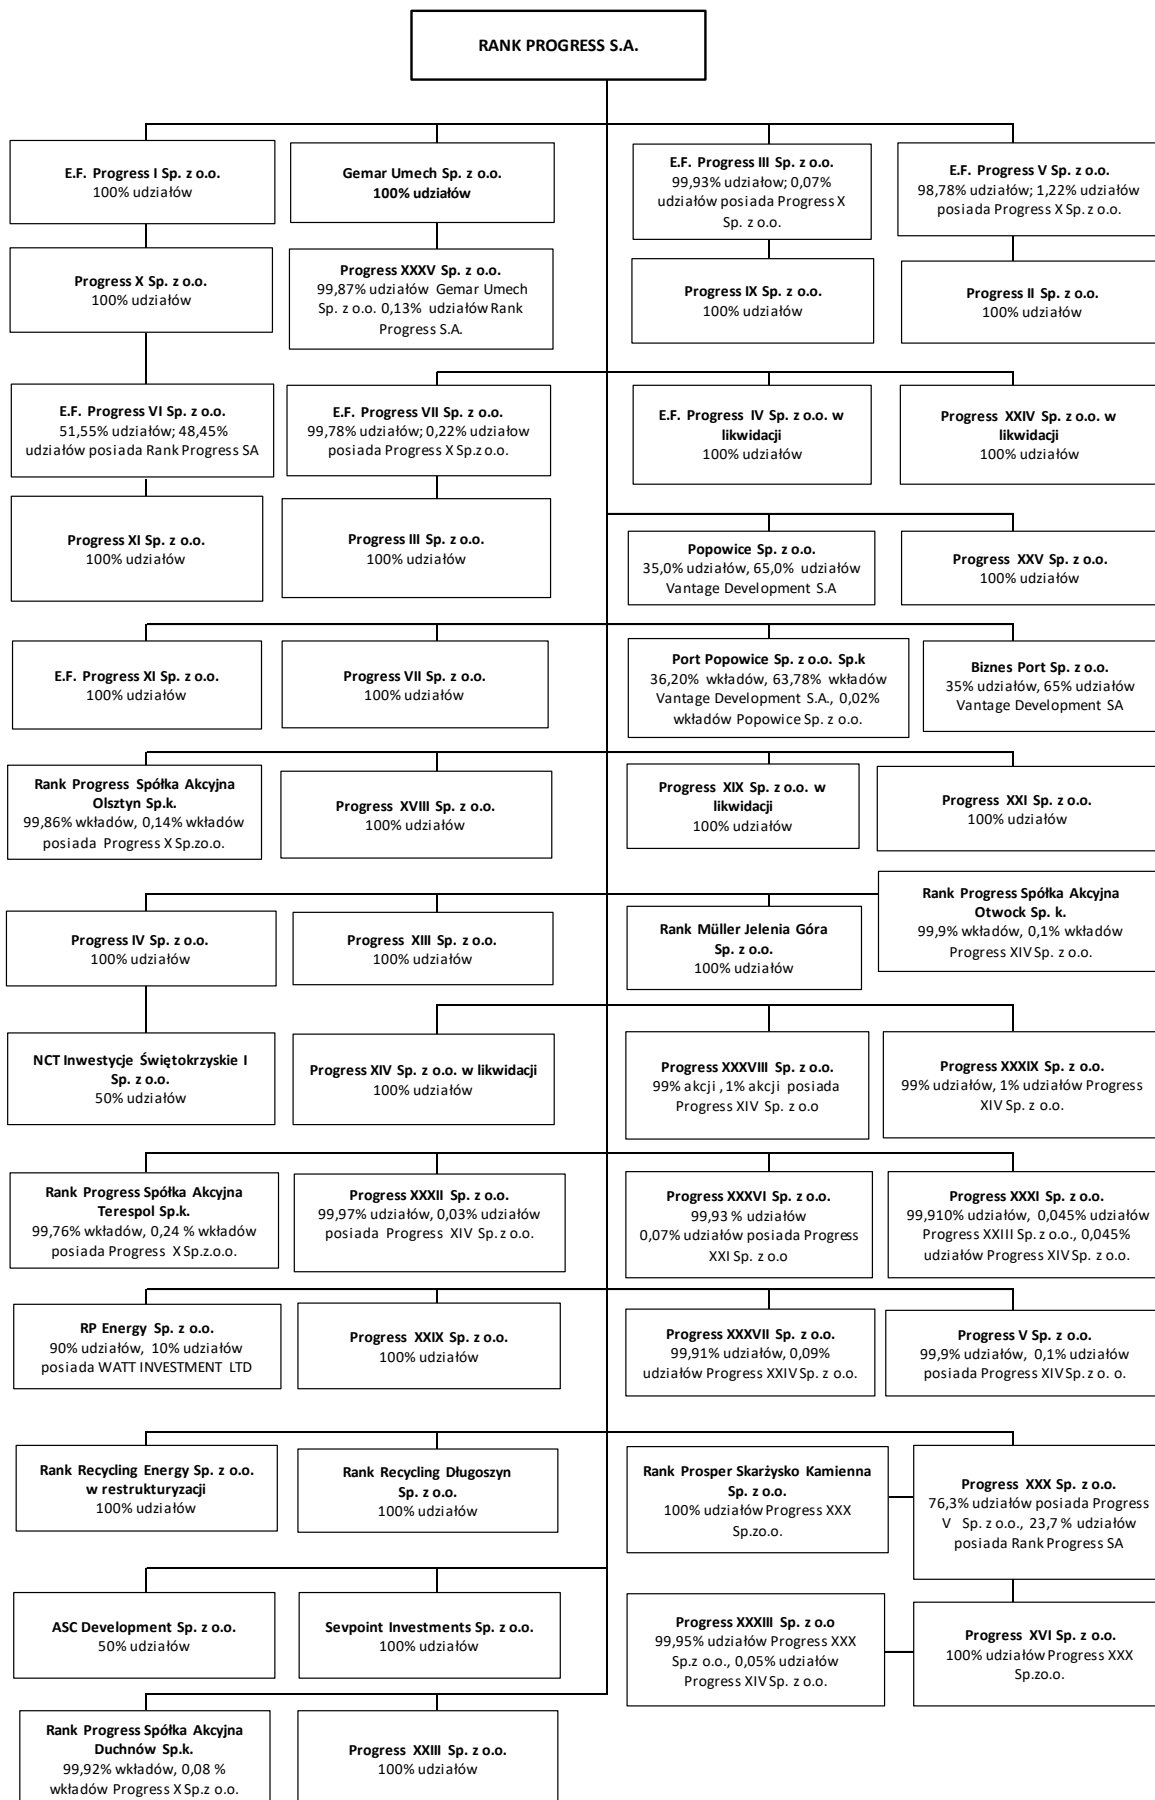 RANK PROGRESS S.A.
E.F. Progress I Sp. z o.o.
100% udziałów
Gemar Umech Sp. z o.o.
100% udziałów
E.F. Progress III Sp. z o.o.
99,93% udziałow; 0,07%
udziałów posiada Progress X
Sp. z o.o.
E.F. Progress V Sp. z o.o.
98,78% udziałów; 1,22% udziałów
posiada Progress X Sp. z o.o.
Progress X Sp. z o.o.
100% udziałów
Progress XXXV Sp. z o.o.
99,87% udziałów Gemar Umech
Sp. z o.o. 0,13% udziałów Rank
Progress S.A.
Progress IX Sp. z o.o.
100% udziałów
Progress II Sp. z o.o.
100% udziałów
E.F. Progress VI Sp. z o.o.
51,55% udziałów; 48,45%
udziałów posiada Rank Progress SA
E.F. Progress VII Sp. z o.o.
99,78% udziałów; 0,22% udziałow
posiada Progress X Sp.z o.o.
E.F. Progress IV Sp. z o.o. w
likwidacji
100% udziałów
Progress XXIV Sp. z o.o. w
likwidacji
100% udziałów
Progress XI Sp. z o.o.
100% udziałów
Progress III Sp. z o.o.
100% udziałów
Popowice Sp. z o.o.
35,0% udziałów, 65,0% udziałów
Vantage Development S.A
Progress XXV Sp. z o.o.
100% udziałów
E.F. Progress XI Sp. z o.o.
100% udziałów
Progress VII Sp. z o.o.
100% udziałów
Port Popowice Sp. z o.o. Sp.k
36,20% wkładów, 63,78% wkładów
Vantage Development S.A., 0,02%
wkładów Popowice Sp. z o.o.
Biznes Port Sp. z o.o.
35% udziałów, 65% udziałów
Vantage Development SA
Rank Progress Spółka Akcyjna
Olsztyn Sp.k.
99,86% wkładów, 0,14% wkładów
posiada Progress X Sp.zo.o.
Progress XVIII Sp. z o.o.
100% udziałów
Progress XIX Sp. z o.o. w
likwidacji
100% udziałów
Progress XXI Sp. z o.o.
100% udziałów
Progress IV Sp. z o.o.
100% udziałów
Progress XIII Sp. z o.o.
100% udziałów
Rank Müller Jelenia Góra
Sp. z o.o.
100% udziałów
Rank Progress Spółka Akcyjna
Otwock Sp. k.
99,9% wkładów, 0,1% wkładów
Progress XIV Sp. z o.o.
NCT Inwestycje Świętokrzyskie I
Sp. z o.o.
50% udziałów
Progress XIV Sp. z o.o. w likwidacji
100% udziałów
Progress XXXVIII Sp. z o.o.
99% akcji , 1% akcji posiada
Progress XIV Sp. z o.o
Progress XXXIX Sp. z o.o.
99% udziałów, 1% udziałów Progress
XIV Sp. z o.o.
Rank Progress Spółka Akcyjna
Terespol Sp.k.
99,76% wkładów, 0,24 % wkładów
posiada Progress X Sp.z.o.o.
Progress XXXII Sp. z o.o.
99,97% udziałów, 0,03% udziałów
posiada Progress XIV Sp. z o.o.
Progress XXXVI Sp. z o.o.
99,93 % udziałów
0,07% udziałów posiada Progress
XXI Sp. z o.o
Progress XXXI Sp. z o.o.
99,910% udziałów, 0,045% udziałów
Progress XXIII Sp. z o.o., 0,045%
udziałów Progress XIV Sp. z o.o.
RP Energy Sp. z o.o.
90% udziałów, 10% udziałów
posiada WATT INVESTMENT LTD
Progress XXIX Sp. z o.o.
100% udziałów
Progress XXXVII Sp. z o.o.
99,91% udziałów, 0,09%
udziałów Progress XXIV Sp. z o.o.
Progress V Sp. z o.o.
99,9% udziałów, 0,1% udziałów
posiada Progress XIV Sp. z o. o.
Rank Recycling Energy Sp. z o.o.
w restrukturyzacji
100% udziałów
Rank Recycling Długoszyn
Sp. z o.o.
100% udziałów
Rank Prosper Skarżysko Kamienna
Sp. z o.o.
100% udziałów Progress XXX
Sp.zo.o.
Progress XXX Sp. z o.o.
76,3% udziałów posiada Progress
V Sp. z o.o., 23,7 % udziałów
posiada Rank Progress SA
ASC Development Sp. z o.o.
50% udziałów
Sevpoint Investments Sp. z o.o.
100% udziałów
Progress XXXIII Sp. z o.o
99,95% udziałów Progress XXX
Sp.z o.o., 0,05% udziałów
Progress XIV Sp. z o.o.
Progress XVI Sp. z o.o.
100% udziałów Progress XXX
Sp.zo.o.
Rank Progress Spółka Akcyjna
Duchnów Sp.k.
99,92% wkładów, 0,08 %
wkładów Progress X Sp.z o.o.
Progress XXIII Sp. z o.o.
100% udziałów